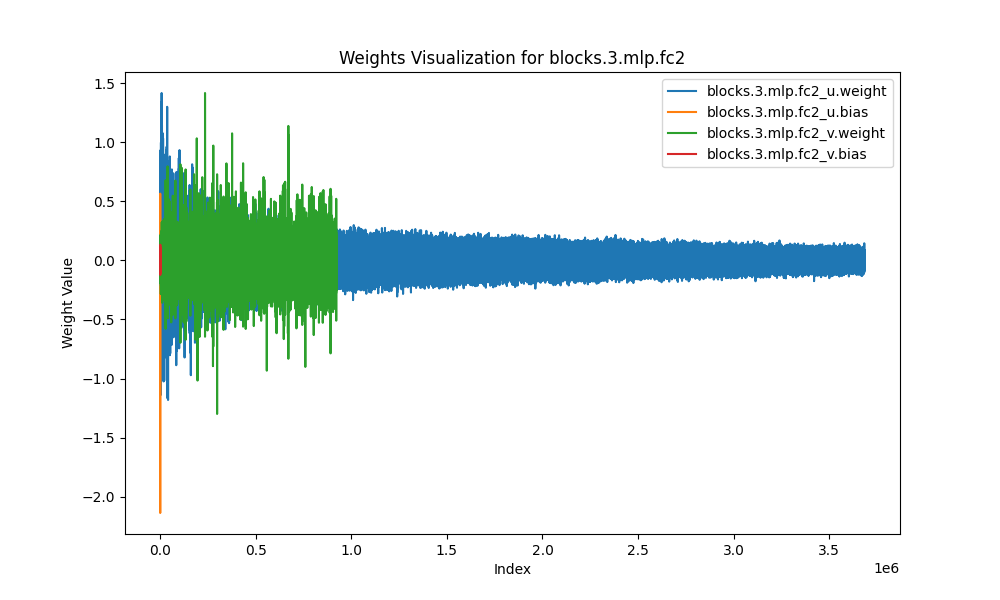 Weights Visualization for blocks.3.mlp.fc2
blocks.3.mlp.fc2_u.weight
blocks.3.mlp.fc2_u.bias
blocks.3.mlp.fc2_v.weight
blocks.3.mlp.fc2_v.bias
Weight Value
1.5
1.0
0.5
0.0
−0.5
−1.0
−1.5
−2.0
0.0 0.5 1.0 1.5 2.0 2.5 3.0 3.5
1e6
Index